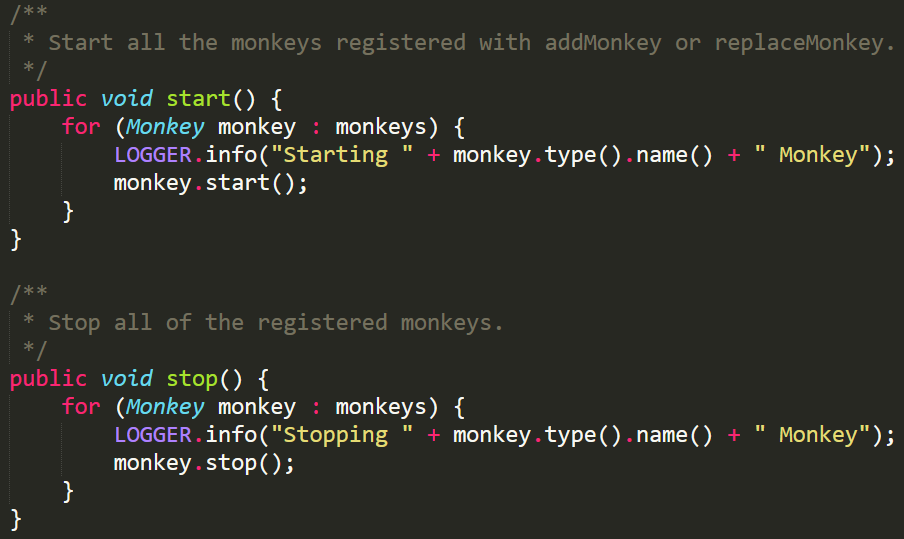 /**
 * Start all the monkeys registered with addMonkey or replaceMonkey.
 */
public void start() {
    for (Monkey monkey : monkeys) {
        LOGGER.info("Starting " + monkey.type().name() + " Monkey");
        monkey.start();
    }
}

/**
 * Stop all of the registered monkeys.
 */
public void stop() {
    for (Monkey monkey : monkeys) {
        LOGGER.info("Stopping " + monkey.type().name() + " Monkey");
        monkey.stop();
    }
}